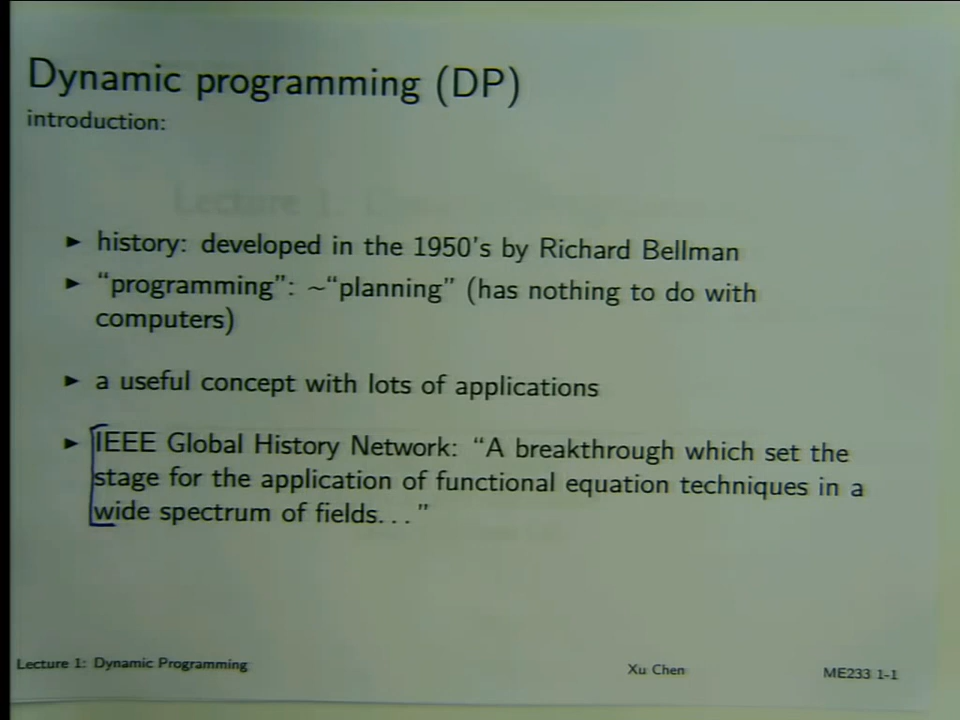 Dynamic programming (DP)
introduction:
► history: developed in the 1950's by Richard Bellman
► “programming”: ~“planning” (has nothing to do with
computers)
► a useful concept with lots of applications
► IEEE Global History Network: “A breakthrough which set the
stage for the application of functional equation techniques in a
wide spectrum of fields. . . ”
Lecture 1: Dynamic Programming Xu Chen ME233 1-1